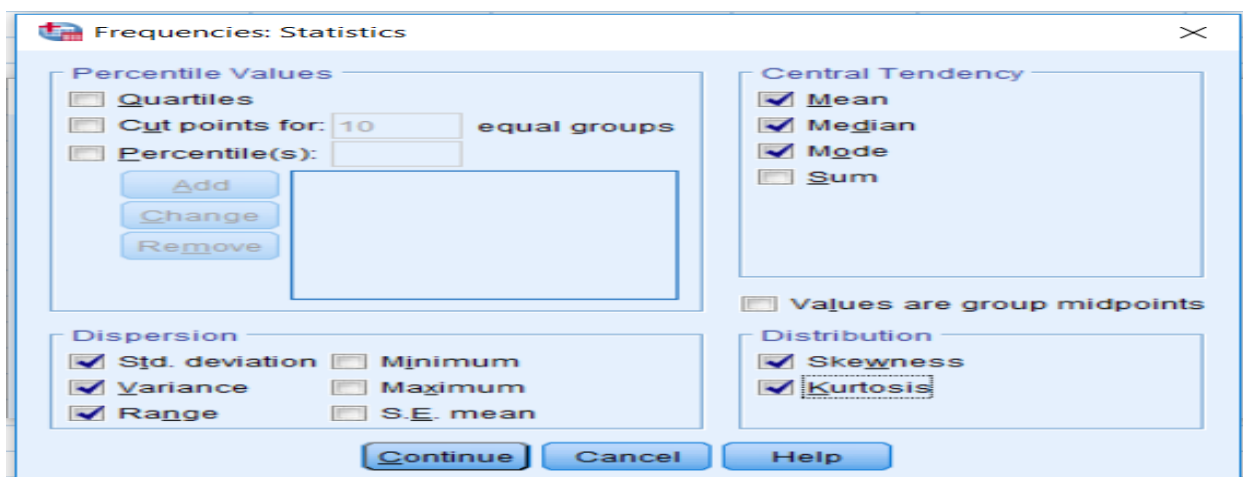 Frequencies: Statistics
Percentile Values
Quartiles
Cut points for: 10 equal groups
Percentile(s):
Add
Change
Remove
Central Tendency
Mean
Median
Mode
Sum
Values are group midpoints
Dispersion
Std. deviation Minimum
Variance Maximum
Range S.E. mean
Distribution
Skewness
Kurtosis
Continue Cancel Help